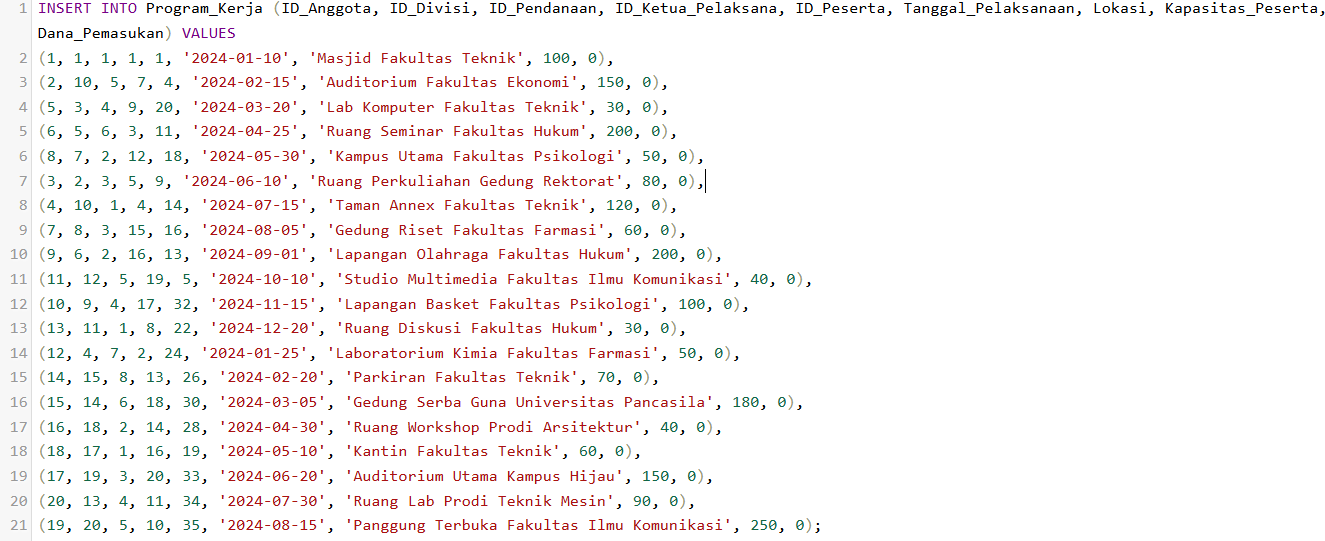 1 INSERT INTO Program_Kerja (ID_Anggota, ID_Divisi, ID_Pendanaan, ID_Ketua_Pelaksana, ID_Peserta, Tanggal_Pelaksanaan, Lokasi, Kapasitas_Peserta,
Dana_Pemasukan) VALUES
2 (1, 1, 1, 1, 1, '2024-01-10', 'Masjid Fakultas Teknik', 100, 0),
3 (2, 10, 5, 7, 4, '2024-02-15', 'Auditorium Fakultas Ekonomi', 150, 0),
4 (5, 3, 4, 9, 20, '2024-03-20', 'Lab Komputer Fakultas Teknik', 30, 0),
5 (6, 5, 6, 3, 11, '2024-04-25', 'Ruang Seminar Fakultas Hukum', 200, 0),
6 (8, 7, 2, 12, 18, '2024-05-30', 'Kampus Utama Fakultas Psikologi', 50, 0),
7 (3, 2, 3, 5, 9, '2024-06-10', 'Ruang Perkuliahan Gedung Rektorat', 80, 0),
8 (4, 10, 1, 4, 14, '2024-07-15', 'Taman Annex Fakultas Teknik', 120, 0),
9 (7, 8, 3, 15, 16, '2024-08-05', 'Gedung Riset Fakultas Farmasi', 60, 0),
10 (9, 6, 2, 16, 13, '2024-09-01', 'Lapangan Olahraga Fakultas Hukum', 200, 0),
11 (11, 12, 5, 19, 5, '2024-10-10', 'Studio Multimedia Fakultas Ilmu Komunikasi', 40, 0),
12 (10, 9, 4, 17, 32, '2024-11-15', 'Lapangan Basket Fakultas Psikologi', 100, 0),
13 (13, 11, 1, 8, 22, '2024-12-20', 'Ruang Diskusi Fakultas Hukum', 30, 0),
14 (12, 4, 7, 2, 24, '2024-01-25', 'Laboratorium Kimia Fakultas Farmasi', 50, 0),
15 (14, 15, 8, 13, 26, '2024-02-20', 'Parkiran Fakultas Teknik', 70, 0),
16 (15, 14, 6, 18, 30, '2024-03-05', 'Gedung Serba Guna Universitas Pancasila', 180, 0),
17 (16, 18, 2, 14, 28, '2024-04-30', 'Ruang Workshop Prodi Arsitektur', 40, 0),
18 (18, 17, 1, 16, 19, '2024-05-10', 'Kantin Fakultas Teknik', 60, 0),
19 (17, 19, 3, 20, 33, '2024-06-20', 'Auditorium Utama Kampus Hijau', 150, 0),
20 (20, 13, 4, 11, 34, '2024-07-30', 'Ruang Lab Prodi Teknik Mesin', 90, 0),
21 (19, 20, 5, 10, 35, '2024-08-15', 'Panggung Terbuka Fakultas Ilmu Komunikasi', 250, 0);